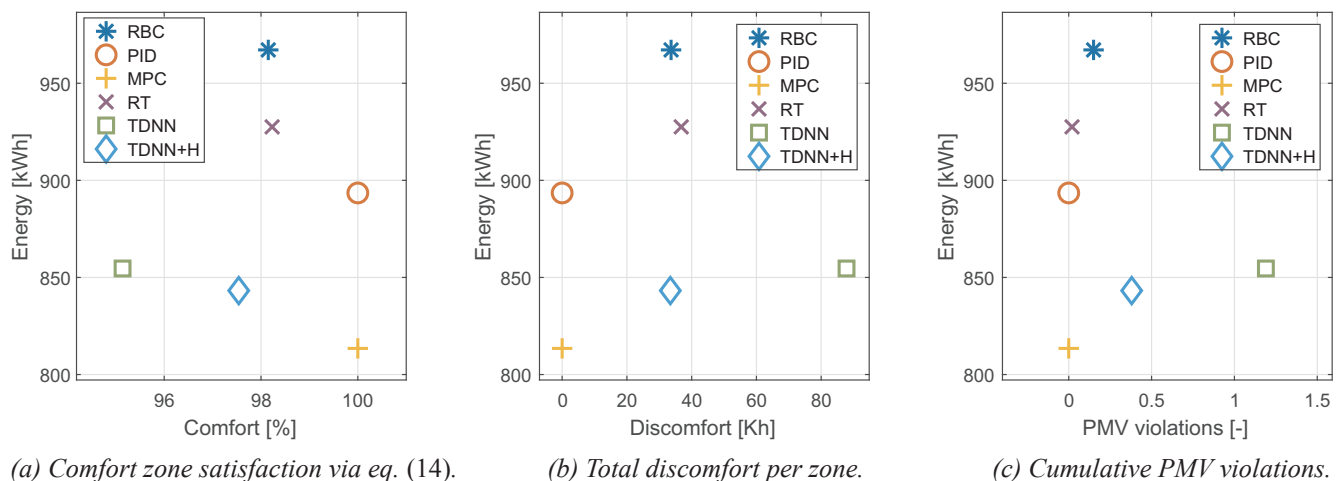 950
900
850
800
Energy [kWh]
RBC
PID
MPC
RT
TDNN
TDNN+H
96 98 100
Comfort [%]
(a) Comfort zone satisfaction via eq. (14).
950
900
850
800
Energy [kWh]
RBC
PID
MPC
RT
TDNN
TDNN+H
0 20 40 60 80
Discomfort [Kh]
(b) Total discomfort per zone.
950
900
850
800
Energy [kWh]
RBC
PID
MPC
RT
TDNN
TDNN+H
0 0.5 1 1.5
PMV violations [-]
(c) Cumulative PMV violations.